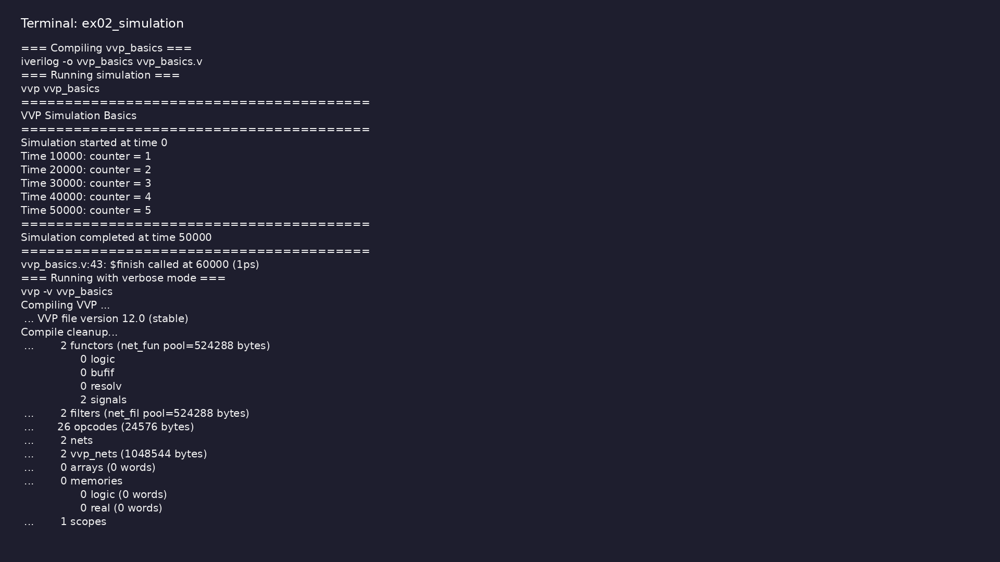 Terminal: ex02_simulation
=== Compiling vvp_basics ===
iverilog -o vvp_basics vvp_basics.v
=== Running simulation ===
vvp vvp_basics
========================================
VVP Simulation Basics
========================================
Simulation started at time 0
Time 10000: counter = 1
Time 20000: counter = 2
Time 30000: counter = 3
Time 40000: counter = 4
Time 50000: counter = 5
========================================
Simulation completed at time 50000
========================================
vvp_basics.v:43: $finish called at 60000 (1ps)
=== Running with verbose mode ===
vvp -v vvp_basics
Compiling VVP ...
 ... VVP file version 12.0 (stable)
Compile cleanup...
 ...        2 functors (net_fun pool=524288 bytes)
                  0 logic
                  0 bufif
                  0 resolv
                  2 signals
 ...        2 filters (net_fil pool=524288 bytes)
 ...       26 opcodes (24576 bytes)
 ...        2 nets
 ...        2 vvp_nets (1048544 bytes)
 ...        0 arrays (0 words)
 ...        0 memories
                  0 logic (0 words)
                  0 real (0 words)
 ...        1 scopes